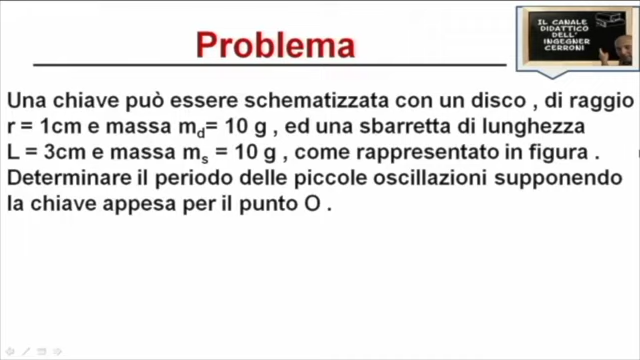 Problema
IL CANALE
DIDATTICO
DELL'
INGEGNER
CERRONI
Una chiave può essere schematizzata con un disco , di raggio
r = 1cm e massa md= 10 g , ed una sbarretta di lunghezza
L = 3cm e massa ms = 10 g , come rappresentato in figura .
Determinare il periodo delle piccole oscillazioni supponendo
la chiave appesa per il punto O .